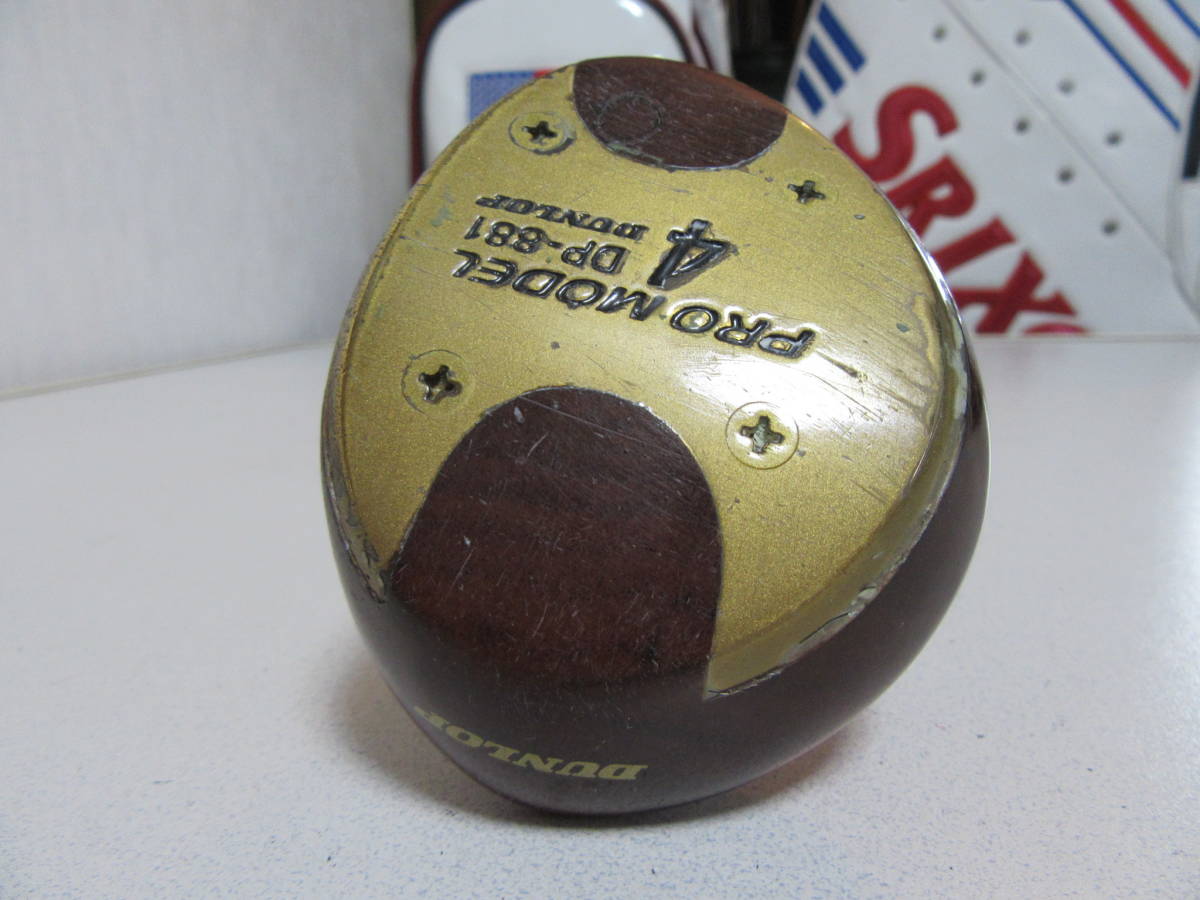 PRO MODEL
DP-881
4
DUNLOP
DUNLOP
SRIX